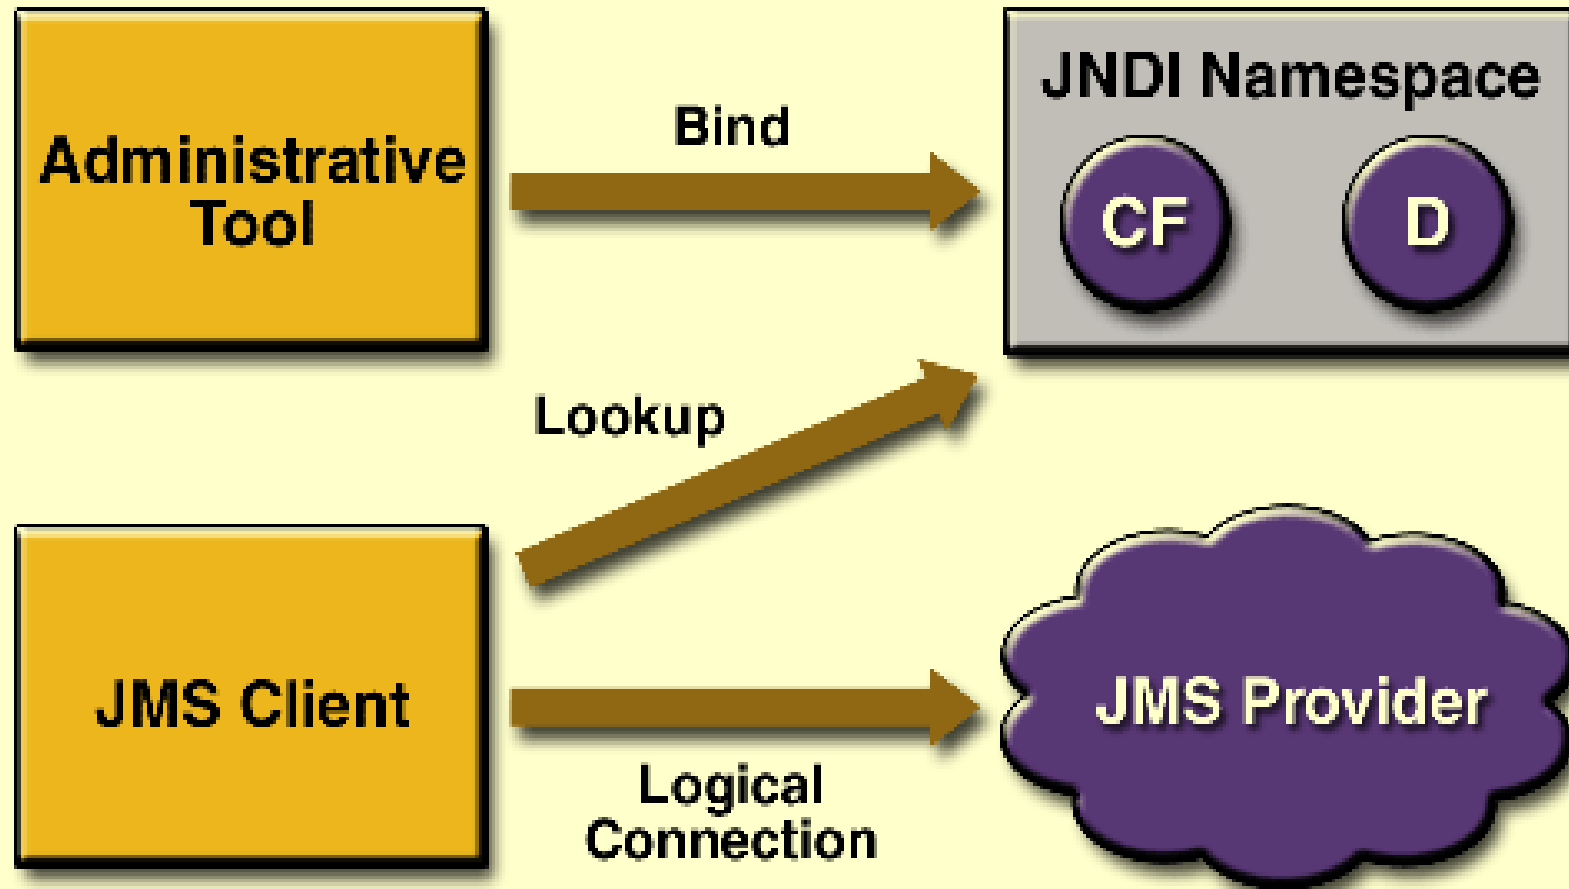 Administrative
Tool
Bind
JNDI Namespace
CF
D
Lookup
JMS Client
Logical
Connection
JMS Provider